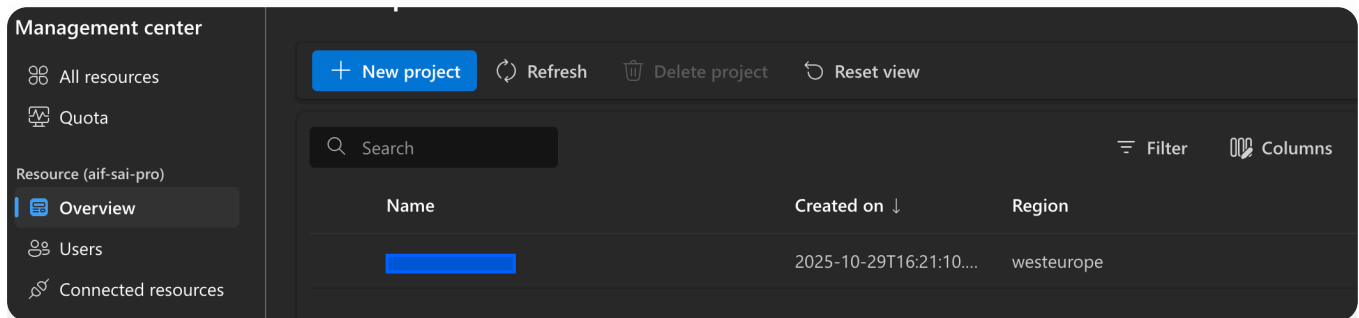 Management center
All resources
Quota
Resource (aif-sai-pro)
Overview
Users
Connected resources
New project Refresh Delete project Reset view
Search Filter Columns
Name Created on ↓ Region
2025-10-29T16:21:10.... westeurope